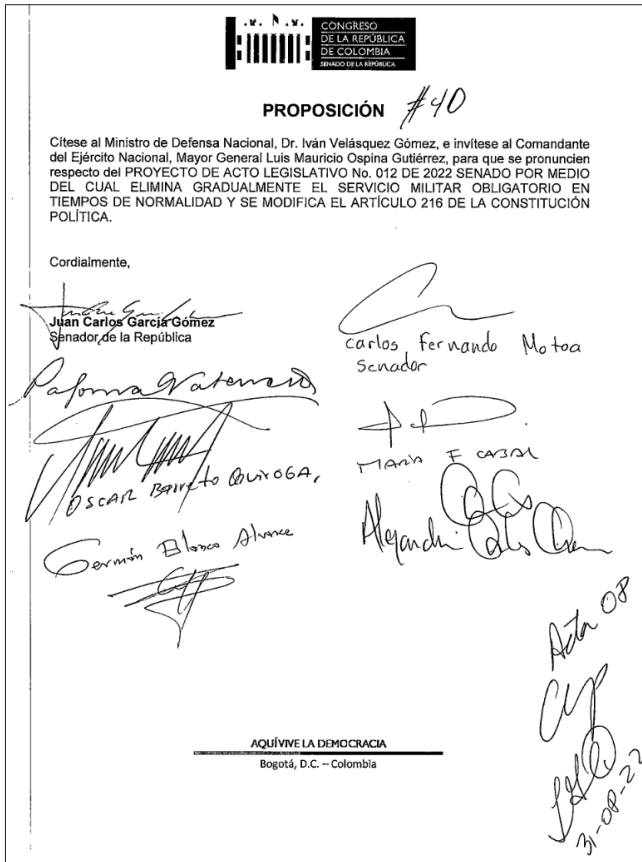 CONGRESO
DE LA REPÚBLICA
DE COLOMBIA
SENADO DE LA REPÚBLICA
PROPOSICIÓN #40
Cítese al Ministro de Defensa Nacional, Dr. Iván Velásquez Gómez, e invítese al Comandante
del Ejército Nacional, Mayor General Luis Mauricio Ospina Gutiérrez, para que se pronuncien
respecto del PROYECTO DE ACTO LEGISLATIVO No. 012 DE 2022 SENADO POR MEDIO
DEL CUAL ELIMINA GRADUALMENTE EL SERVICIO MILITAR OBLIGATORIO EN
TIEMPOS DE NORMALIDAD Y SE MODIFICA EL ARTÍCULO 216 DE LA CONSTITUCIÓN
POLÍTICA.
Cordialmente,
Juan Carlos García Gómez
Senador de la República
Carlos Fernando Motoa
Senador
Paloma Valencia
MARIA F CABAL
OSCAR Barreto QUIROGA,
Alejandro Carlos
Germán Blanco Alvarez
Acta 08
31-08-22
AQUÍ VIVE LA DEMOCRACIA
Bogotá, D.C. – Colombia